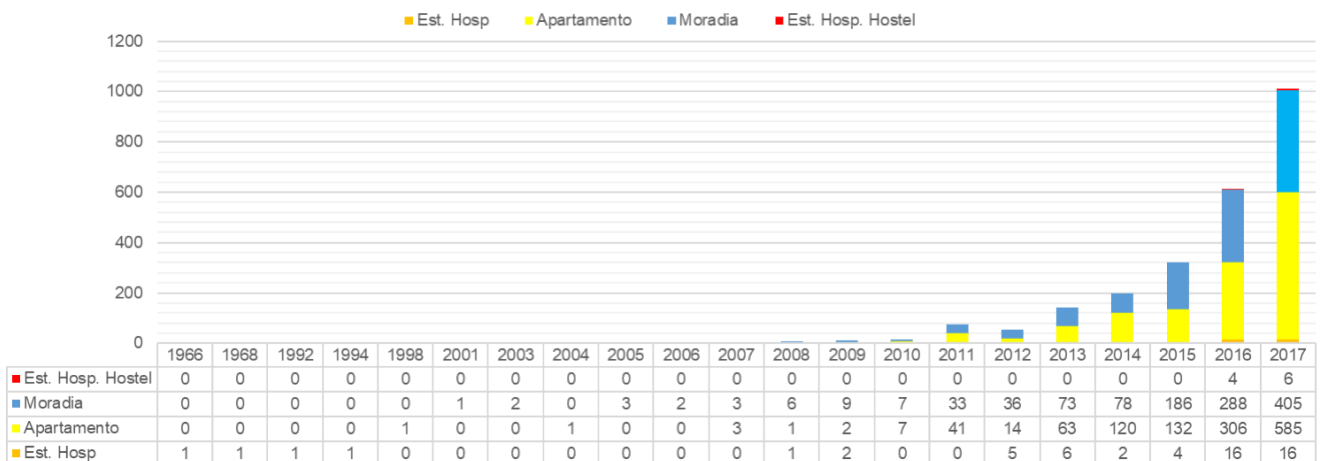 Est. Hosp Apartamento Moradia Est. Hosp. Hostel
1200
1000
800
600
400
200
0
1966 1968 1992 1994 1998 2001 2003 2004 2005 2006 2007 2008 2009 2010 2011 2012 2013 2014 2015 2016 2017
Est. Hosp. Hostel 0 0 0 0 0 0 0 0 0 0 0 0 0 0 0 0 0 0 0 4 6
Moradia 0 0 0 0 0 1 2 0 3 2 3 6 9 7 33 36 73 78 186 288 405
Apartamento 0 0 0 0 1 0 0 1 0 0 3 1 2 7 41 14 63 120 132 306 585
Est. Hosp 1 1 1 1 0 0 0 0 0 0 0 1 2 0 0 5 6 2 4 16 16